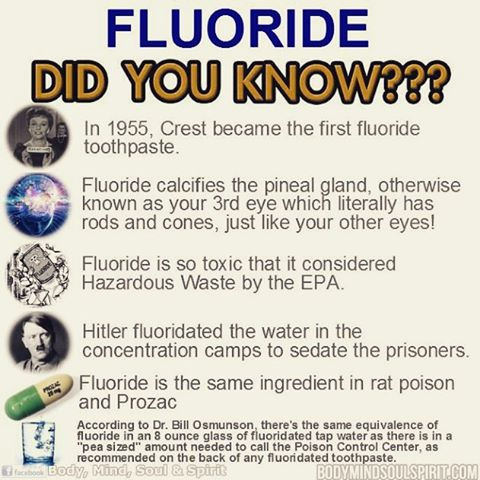 FLUORIDE
DID YOU KNOW???
In 1955, Crest became the first fluoride
toothpaste.
Fluoride calcifies the pineal gland, otherwise
known as your 3rd eye which literally has
rods and cones, just like your other eyes!
Fluoride is so toxic that it considered
Hazardous Waste by the EPA.
Hitler fluoridated the water in the
concentration camps to sedate the prisoners.
PROZAC
20 mg
Fluoride is the same ingredient in rat poison
and Prozac
According to Dr. Bill Osmunson, there's the same equivalence of
fluoride in an 8 ounce glass of fluoridated tap water as there is in a
"pea sized" amount needed to call the Poison Control Center, as
recommended on the back of any fluoridated toothpaste.
facebook Body, Mind, Soul & Spirit
BODYMINDSOULSPIRIT.COM